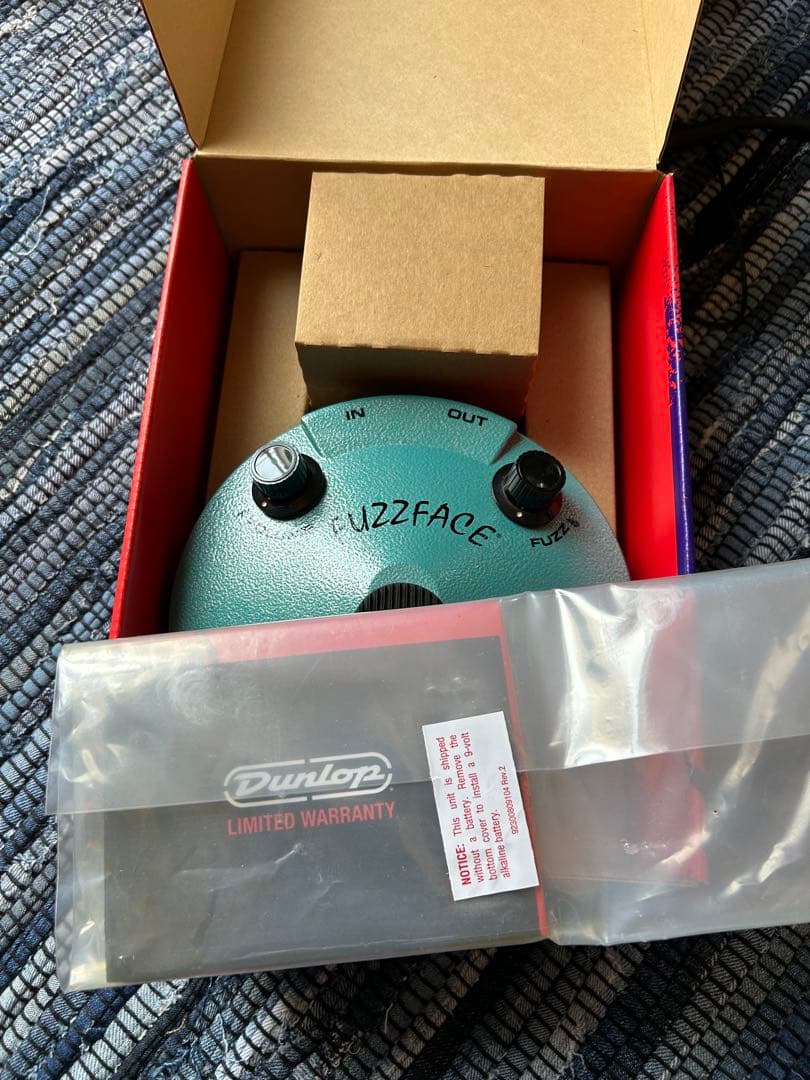 IN
OUT
FUZZFACE
FUZZ
Dunlop
LIMITED WARRANTY
NOTICE: This unit is shipped
without a battery. Remove the
bottom cover to install a 9-volt
alkaline battery.
92300809104 Rev.2